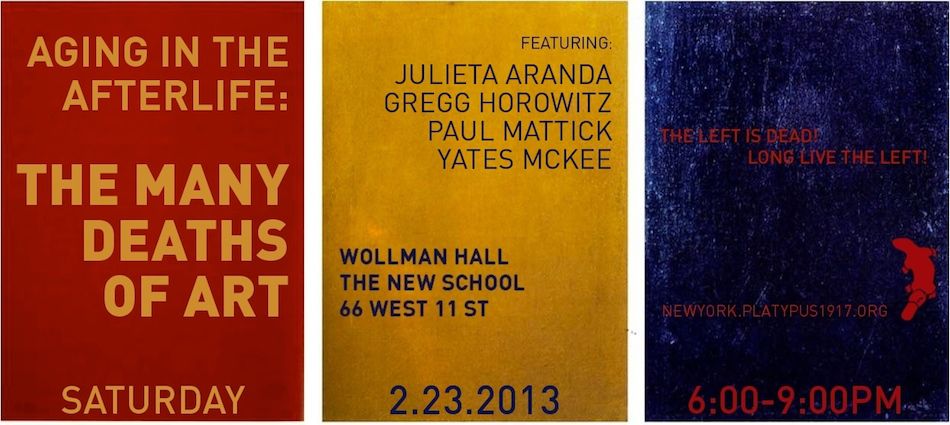 AGING IN THE
AFTERLIFE:
THE MANY
DEATHS
OF ART
SATURDAY
FEATURING:
JULIETA ARANDA
GREGG HOROWITZ
PAUL MATTICK
YATES MCKEE
WOLLMAN HALL
THE NEW SCHOOL
66 WEST 11 ST
2.23.2013
THE LEFT IS DEAD!
LONG LIVE THE LEFT!
NEWYORK.PLATYPUS1917.ORG
6:00-9:00PM